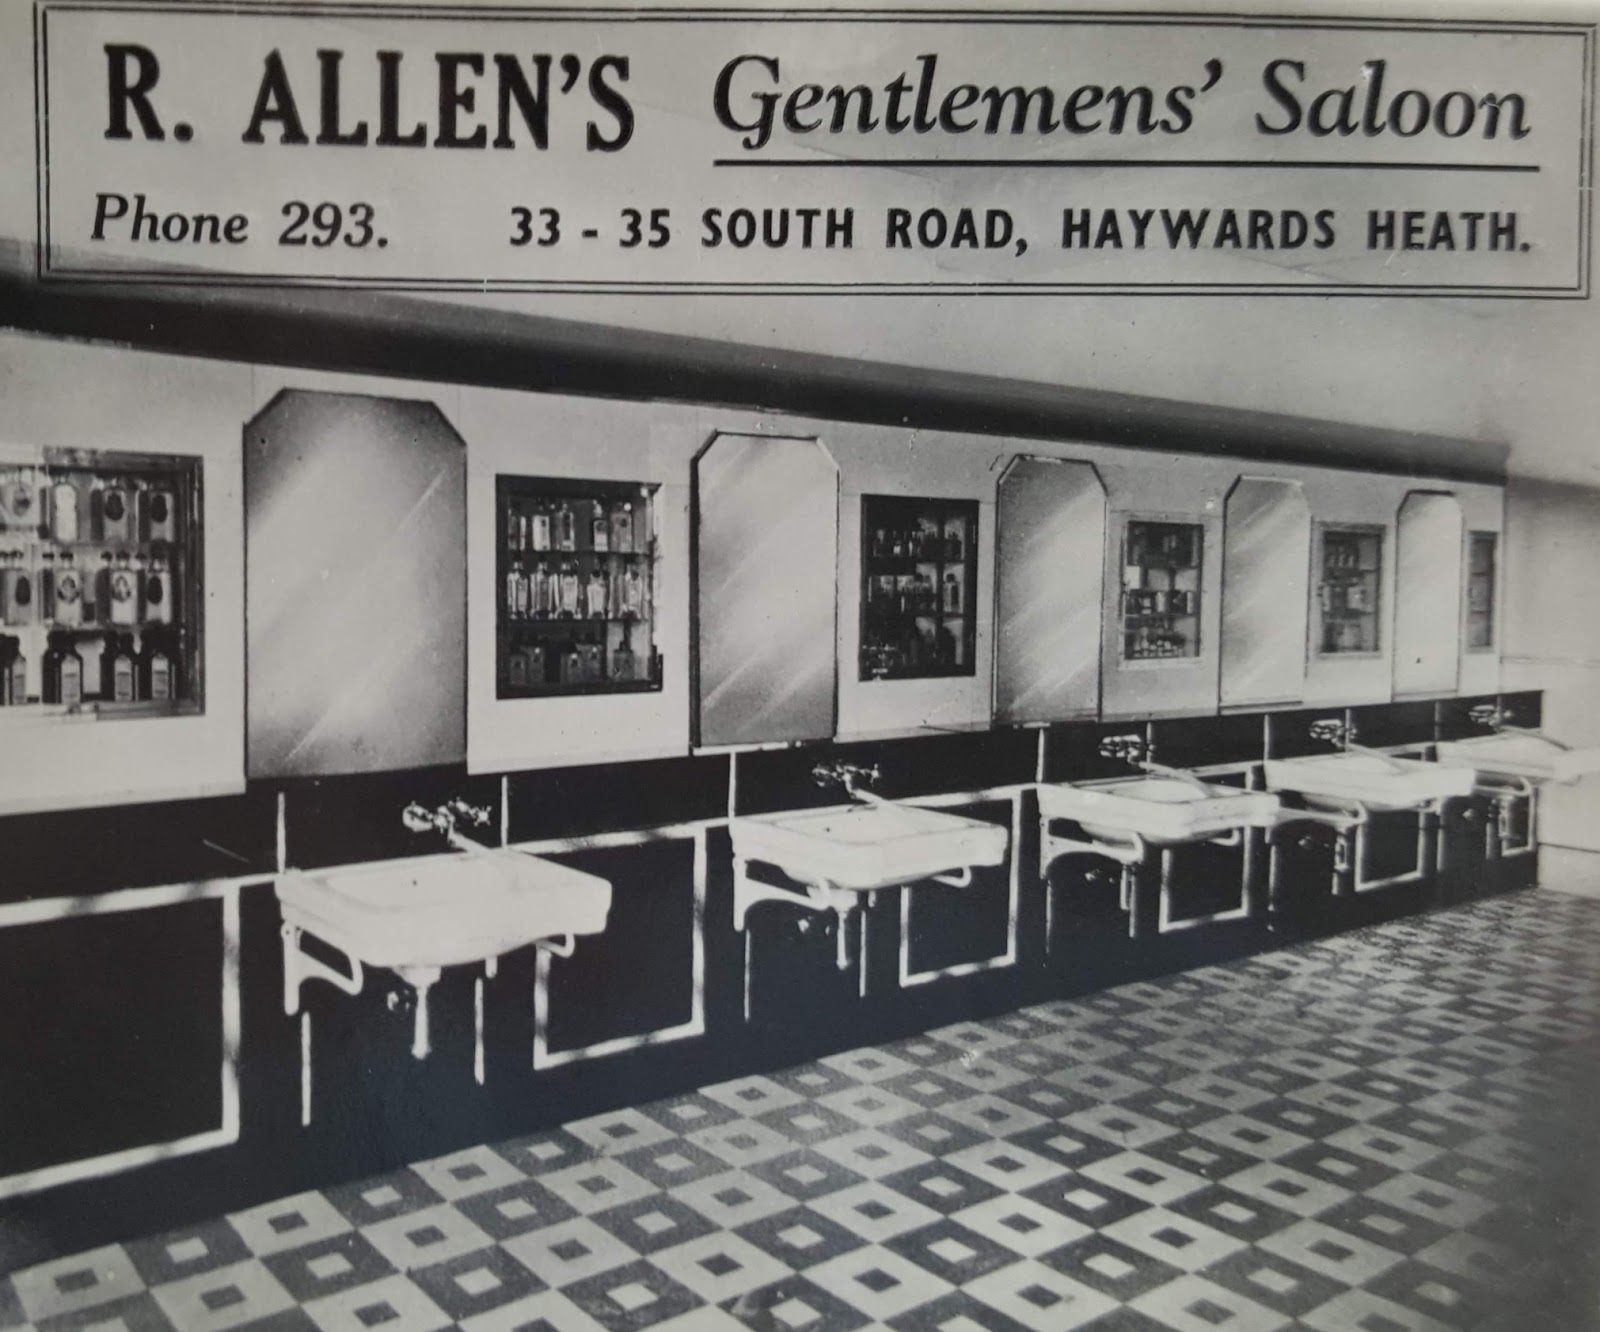 R. ALLEN'S Gentlemens' Saloon
Phone 293. 33 - 35 SOUTH ROAD, HAYWARDS HEATH.